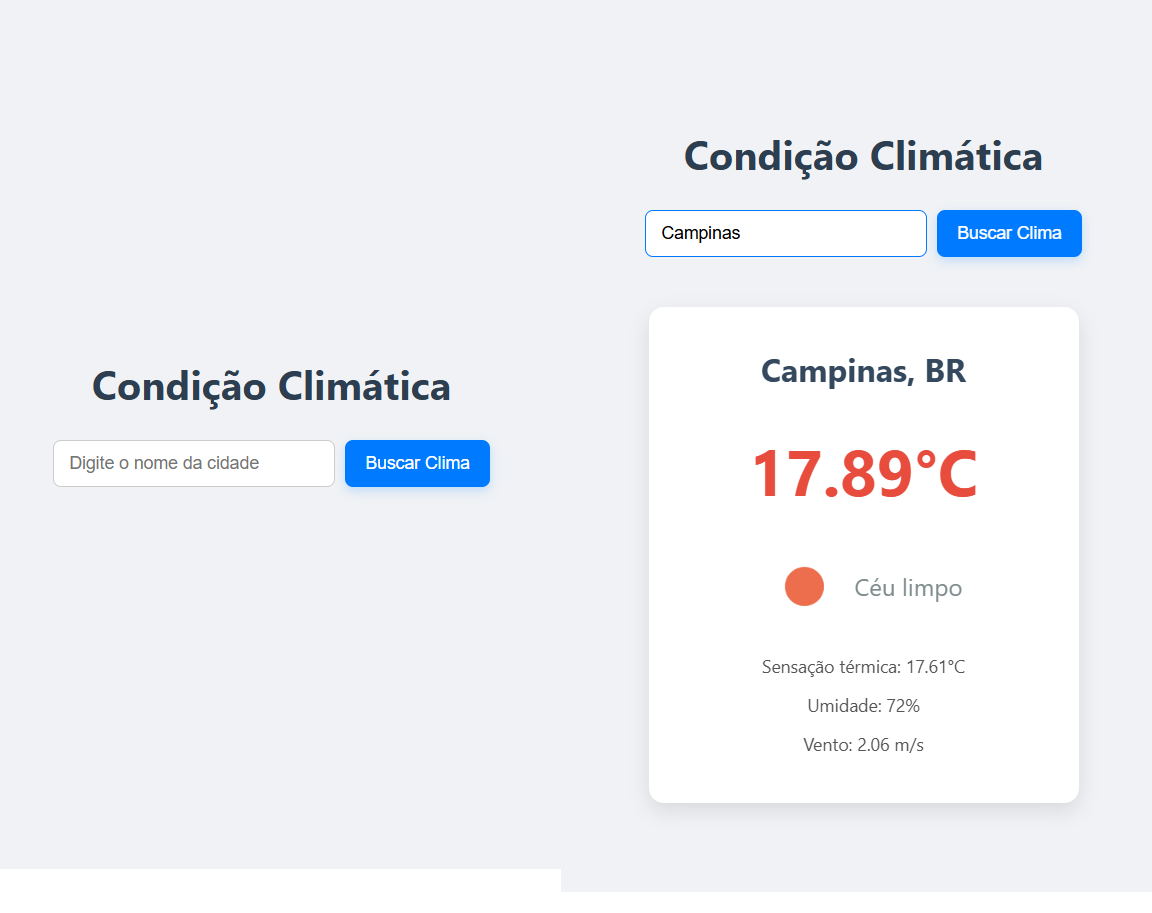 Condição Climática
Digite o nome da cidade
Buscar Clima
Condição Climática
Campinas
Buscar Clima
Campinas, BR
17.89°C
Céu limpo
Sensação térmica: 17.61°C
Umidade: 72%
Vento: 2.06 m/s